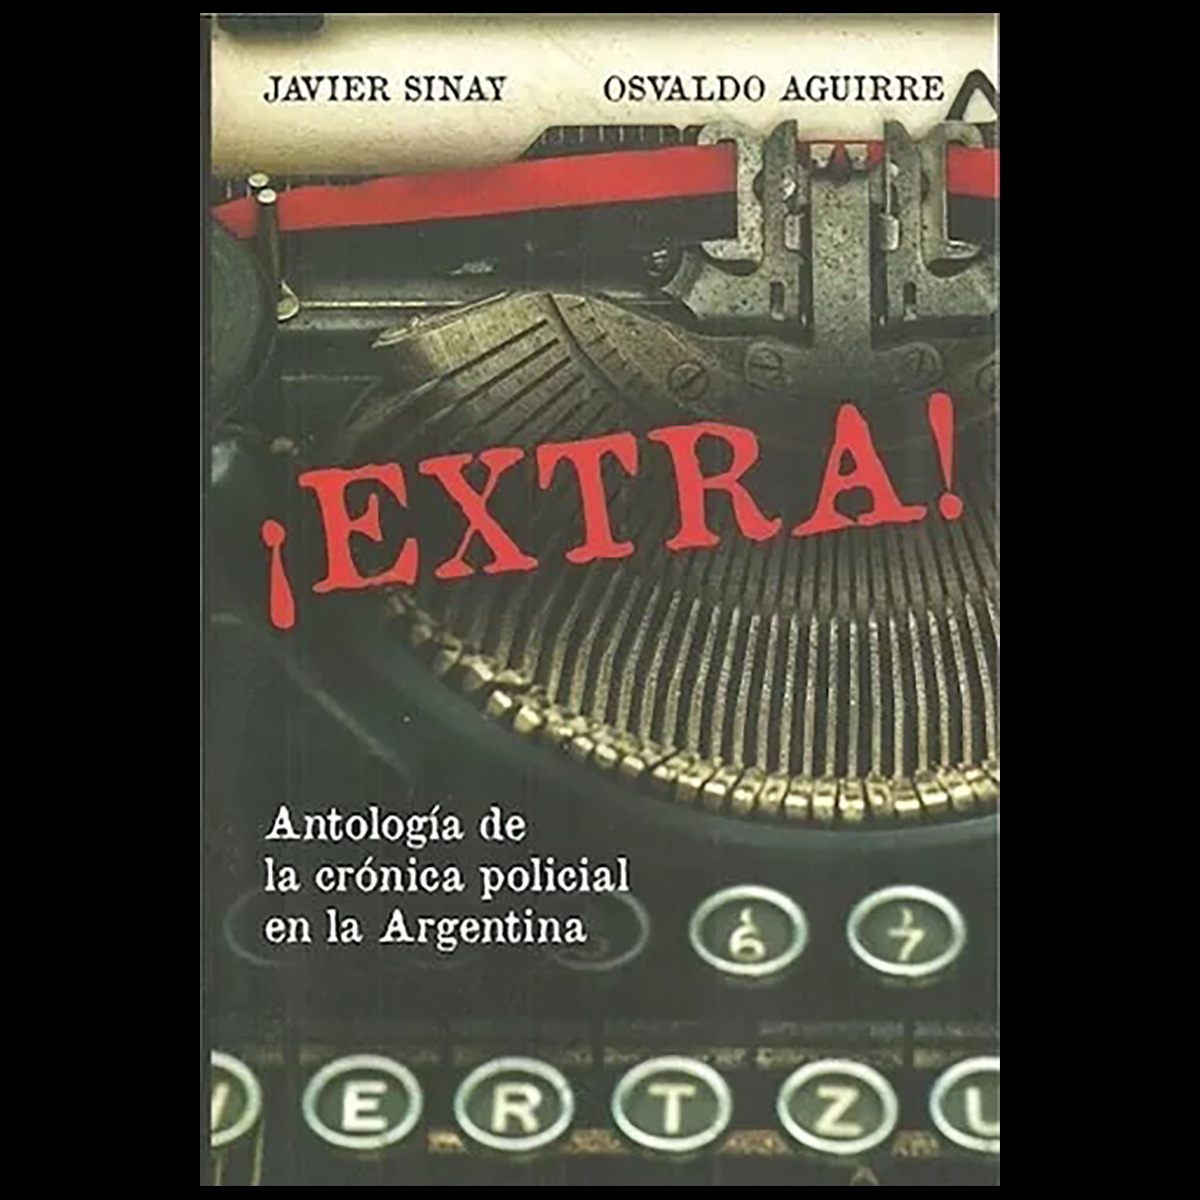 JAVIER SINAY OSVALDO AGUIRRE
¡EXTRA!
Antología de
la crónica policial
en la Argentina
6 7
E R T Z U